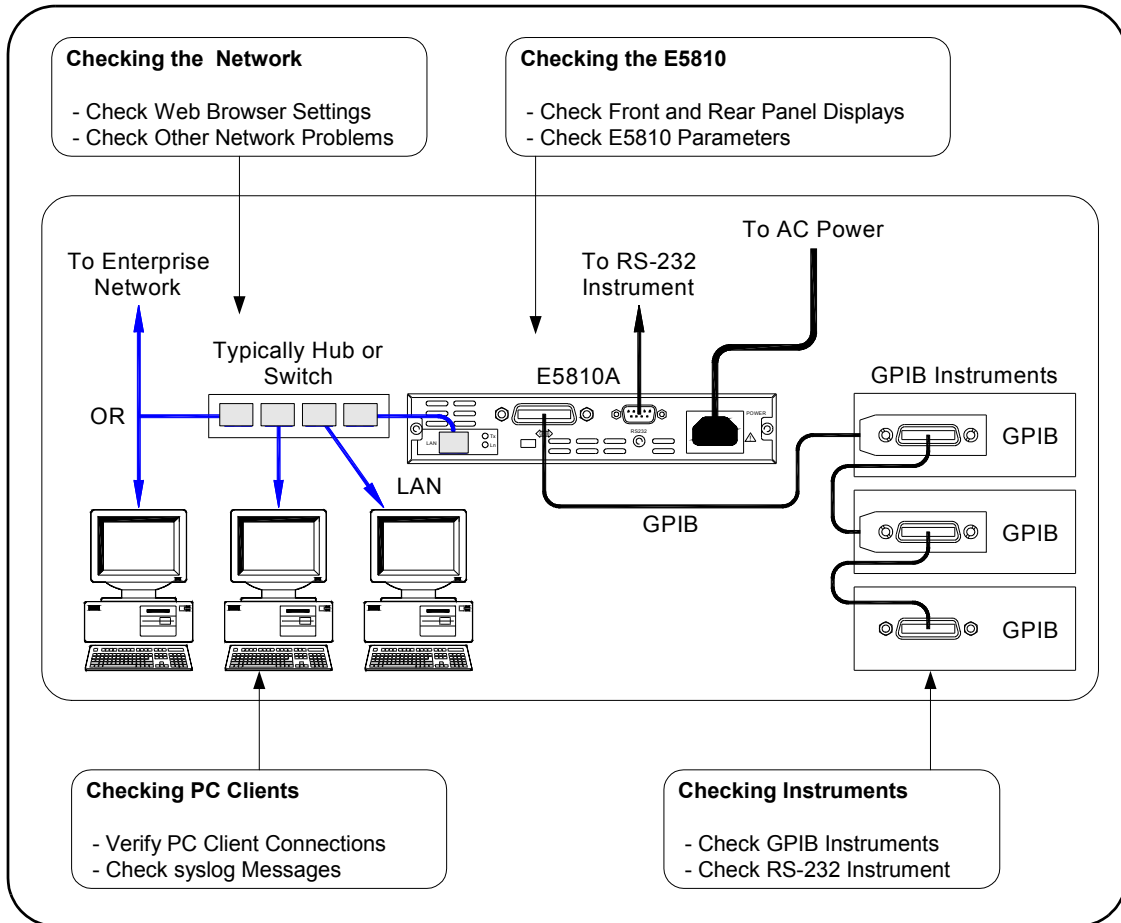 Checking the Network
- Check Web Browser Settings
- Check Other Network Problems
Checking the E5810
- Check Front and Rear Panel Displays
- Check E5810 Parameters
To Enterprise
Network
To RS-232
Instrument
To AC Power
Typically Hub or
Switch
OR
E5810A
GPIB Instruments
LAN
Tx
Ln
RS232
POWER
LAN
GPIB
GPIB
GPIB
GPIB
Checking PC Clients
- Verify PC Client Connections
- Check syslog Messages
Checking Instruments
- Check GPIB Instruments
- Check RS-232 Instrument